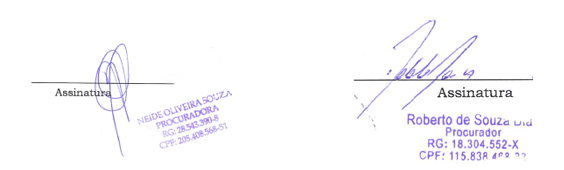 Assinatura
NEIDE OLIVEIRA SOUZA
PROCURADORA
RG: 28.543.390-8
CPF: 205.408.568-51
Assinatura
Roberto de Souza
Procurador
RG: 18.304.552-X
CPF: 115.838